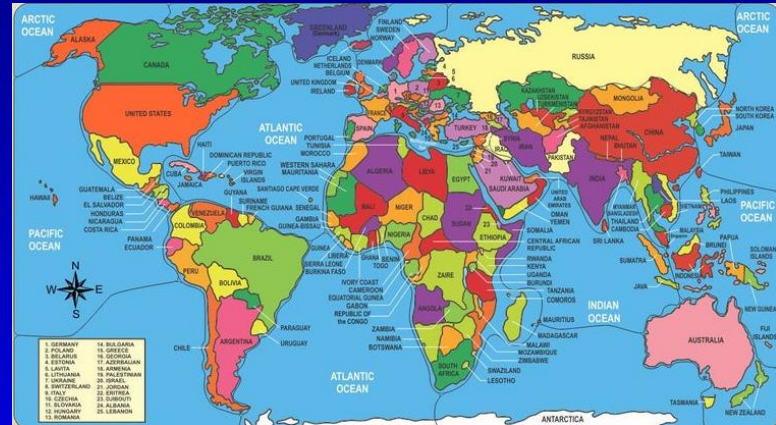 ARCTIC
OCEAN
ALASKA
CANADA
UNITED STATES
HAWAII
MEXICO
CUBA
JAMAICA
HAITI
DOMINICAN REPUBLIC
PUERTO RICO
VIRGIN
ISLANDS
GUATEMALA
BELIZE
EL SALVADOR
HONDURAS
NICARAGUA
COSTA RICA
PANAMA
ECUADOR
PACIFIC
OCEAN
COLOMBIA
VENEZUELA
GUYANA
SURINAME
FRENCH GUIANA
PERU
BRAZIL
BOLIVIA
PARAGUAY
URUGUAY
CHILE
ARGENTINA
N
W
E
S
GREENLAND
(Denmark)
ICELAND
NETHERLANDS
BELGIUM
UNITED KINGDOM
IRELAND
DENMARK
FINLAND
SWEDEN
NORWAY
FRANCE
SPAIN
PORTUGAL
TUNISIA
MOROCCO
ATLANTIC
OCEAN
WESTERN SAHARA
MAURITANIA
SANTIAGO CAPE VERDE
SENEGAL
GAMBIA
GUINEA-BISSAU
GUINEA
LIBERIA
SIERRA LEONE
BURKINA FASO
GHANA
TOGO
BENIN
IVORY COAST
CAMEROON
EQUATORIAL GUINEA
GABON
REPUBLIC OF
the CONGO
ALGERIA
LIBYA
EGYPT
MALI
NIGER
CHAD
SUDAN
NIGERIA
ETHIOPIA
SOMALIA
CENTRAL AFRICAN
REPUBLIC
RWANDA
KENYA
UGANDA
BURUNDI
TANZANIA
COMOROS
ZAIRE
ANGOLA
ZAMBIA
NAMIBIA
BOTSWANA
SOUTH
AFRICA
MAURITIUS
MADAGASCAR
MALAWI
MOZAMBIQUE
ZIMBABWE
SWAZILAND
LESOTHO
ATLANTIC
OCEAN
INDIAN
OCEAN
ANTARCTICA
RUSSIA
KAZAKHSTAN
UZBEKISTAN
TURKMENISTAN
KYRGYZSTAN
TAJIKISTAN
AFGHANISTAN
MONGOLIA
CHINA
NORTH KOREA
SOUTH KOREA
JAPAN
TAIWAN
TURKEY
SYRIA
IRAQ
IRAN
KUWAIT
SAUDI ARABIA
UNITED
ARAB
EMIRATES
OMAN
YEMEN
PAKISTAN
INDIA
NEPAL
BHUTAN
SRI LANKA
MYANMAR
BANGLADESH
THAILAND
CAMBODIA
VIETNAM
LAOS
PHILIPPINES
MALAYSIA
BRUNEI
SUMATRA
JAVA
INDONESIA
PAPUA
NEW GUINEA
SOLOMON
ISLANDS
FIJI
ISLANDS
AUSTRALIA
TASMANIA
NEW ZEALAND
PACIFIC
OCEAN
ARCTIC
OCEAN
1. GERMANY
2. POLAND
3. BELARUS
4. ESTONIA
5. LAVITA
6. LITHUANIA
7. UKRAINE
8. SWITZERLAND
9. ITALY
10. CZECHIA
11. SLOVAKIA
12. HUNGARY
13. ROMANIA
14. BULGARIA
15. GREECE
16. GEORGIA
17. AZERBAIJAN
18. ARMENIA
19. PALESTINIAN
20. ISRAEL
21. JORDAN
22. ERITREA
23. DJIBOUTI
24. ALBANIA
25. LEBANON